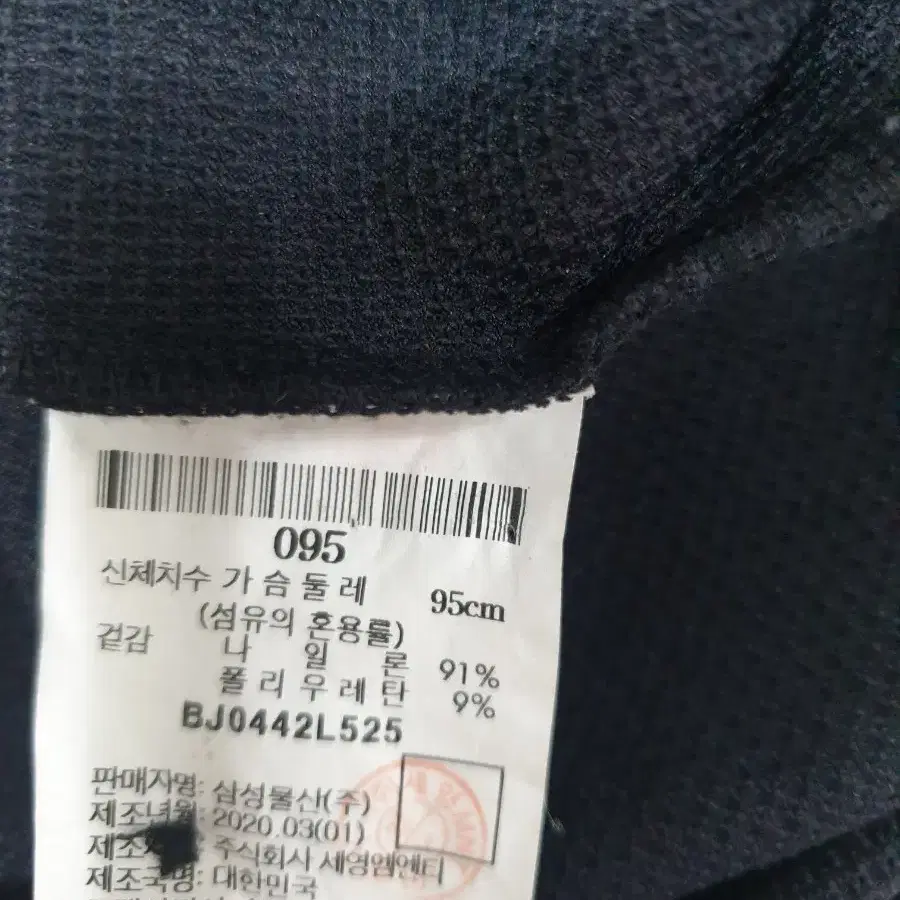 095
신체치수 가 슴 둘 레 95cm
(섬유의 혼용률)
겉감 나 일 론 91%
폴 리 우 레 탄 9%
BJ0442L525
판매자명: 삼성물산(주)
제조년월: 2020.03(01)
주식회사 세영엠엔티
제조국명: 대한민국